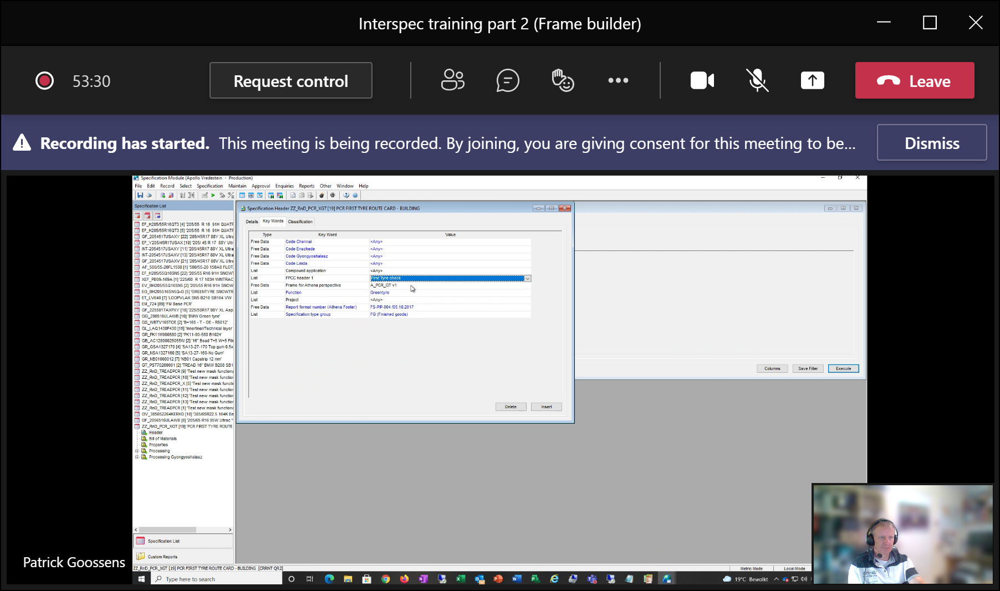 Interspec training part 2 (Frame builder)
53:30
Request control
Leave
Recording has started. This meeting is being recorded. By joining, you are giving consent for this meeting to be...
Dismiss
Specification Module (Apollo Vredestein - Production)
File Edit Record Select Specification Maintain Approval Enquiries Reports Other Window Help
Specification List
EF_H205/55R16QT3 [4] '205/55 R 16 91H QUATR
EF_H205/55R16QT3 [5] '205/55 R 16 91H QUATR
GF_2054517USAXY [22] '205/45R17 88Y XL Ultra
EF_Y205/45R17USAX [19] '205/ 45 R 17 88Y Ultr
INT-2054517USAXY [11] '205/45R17 88Y XL Ultra
INT-2054517USAXV [13] '205/45R17 88V XL Ultra
GF_2054517USAXV [21] '205/45R17 88V XL Ultra
AF_500/55-20FL1508 [1] '500/55-20 150A8 FLOT
EF_H205/55Q16SN5 [22] '205/55 R16 91H SNOWT
XEF_PB09-169A [1] '225/60 R 17 103H WINTRAC
EV_BH205/55Q16SN5 [2] '205/55 R16 91H SNOW
EG_BH205516SN5Q-G [5] 'GREENTYRE SNOWTR
ET_LV640 [7] 'LOOPVLAK SN5 B210 SB164 VW
EM_724 [89] 'FM Base PCR'
GF_2255017AXPXY [18] '225/50R17 98Y XL Asp
GG_206516ULAWB [10] 'BMW Green tyre'
GS_WBTV165TOE [2] 'B=165 - T - OE - R5012'
GL_LAQ1430F430 [15] 'Innerliner/Technical layer
GR_PK11M900580 [2] 'PK11-90-580 B1024'
GB_AC12800025055W [2] '16" Bead T=5 W=5 Fil
GR_GSA1327170 [4] 'SA13-27-170 Top gum 0.5x
GR_NSA1327160 [5] 'SA13-27-160-No Gum'
GR_NB01000012 [7] 'NB01 Capstrip 12 mm'
GT_PST70260001 [2] 'TREAD 16" BMW B208 SB1
ZZ_RnD_TREADPCR [9] 'Test new mask functiona
ZZ_RnD_TREADPCR [10] 'Test new mask function
ZZ_RnD_TREADPCR_X [5] 'Test new mask functi
ZZ_RnD_TREADPCR [11] 'Test new mask function
ZZ_RnD_TREADPCR [12] 'Test new mask function
ZZ_RnD_TREADPCR [13] 'Test new mask function
ZZ_RnD_TREADPCR [1] 'Test new mask functiona
GV_385652264KERHD [18] '385/65R22.5 164K En
GF_2056516ULAWB [8] '205/65 R 16 95W Ultrac
ZZ_RnD_PCR_XGT [19] 'PCR FIRST TYRE ROUTE
Header
Bill of Materials
Properties
Processing
Processing Gyongyoshalasz
Specification List
Custom Reports
Specification Header ZZ_RnD_PCR_XGT [19] PCR FIRST TYRE ROUTE CARD - BUILDING
Details Key Words Classification
Type Key Word Value
Free Data Code Chennai <Any>
Free Data Code Enschede <Any>
Free Data Code Gyongyoshalasz <Any>
Free Data Code Limda <Any>
List Compound application <Any>
List FPCC header 1 First Tyre check
Free Data Frame for Athena perspective A_PCR_GT v1
List Function Greentyre
List Project <Any>
Free Data Report format number (Athena Footer) FS-PIP-004 /05.10.2017
List Specification type group FG (Finished goods)
Delete Insert
Columns Save Filter Execute
Patrick Goossens
ZZ_RnD_PCR_XGT [19] PCR FIRST TYRE ROUTE CARD - BUILDING [CRRNT QR2]
Metric Mode Local Mode
Type here to search
19°C Bewolkt